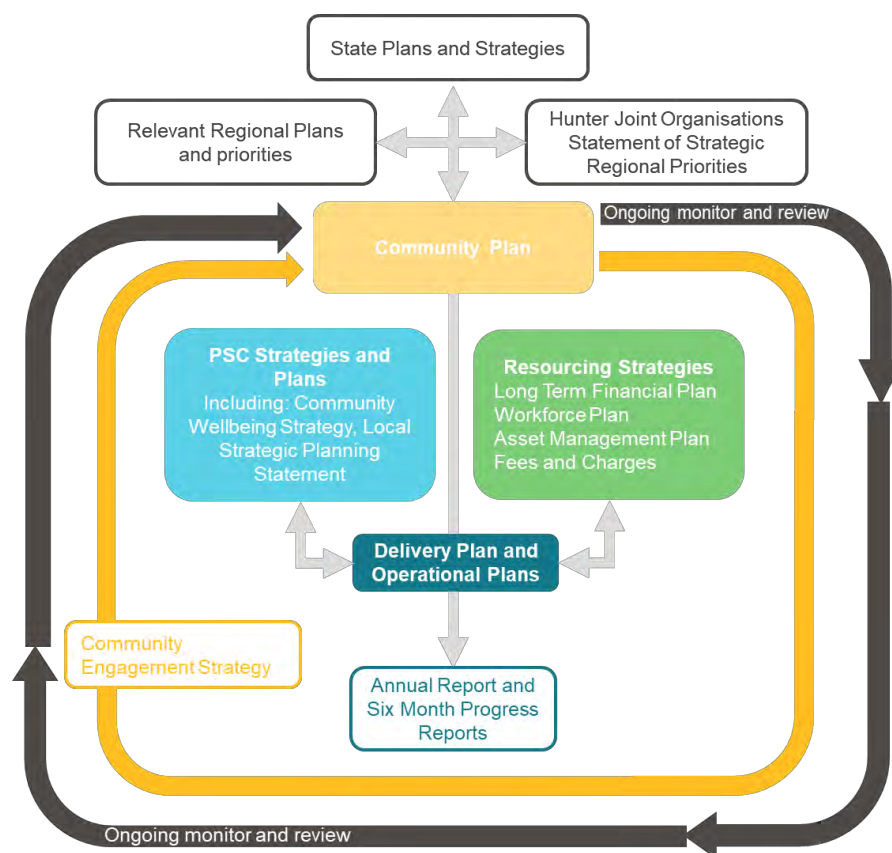 State Plans and Strategies
Relevant Regional Plans
and priorities
Hunter Joint Organisations
Statement of Strategic
Regional Priorities
Ongoing monitor and review
Community Plan
PSC Strategies and
Plans
Including: Community
Wellbeing Strategy, Local
Strategic Planning
Statement
Resourcing Strategies
Long Term Financial Plan
Workforce Plan
Asset Management Plan
Fees and Charges
Delivery Plan and
Operational Plans
Community
Engagement Strategy
Annual Report and
Six Month Progress
Reports
Ongoing monitor and review